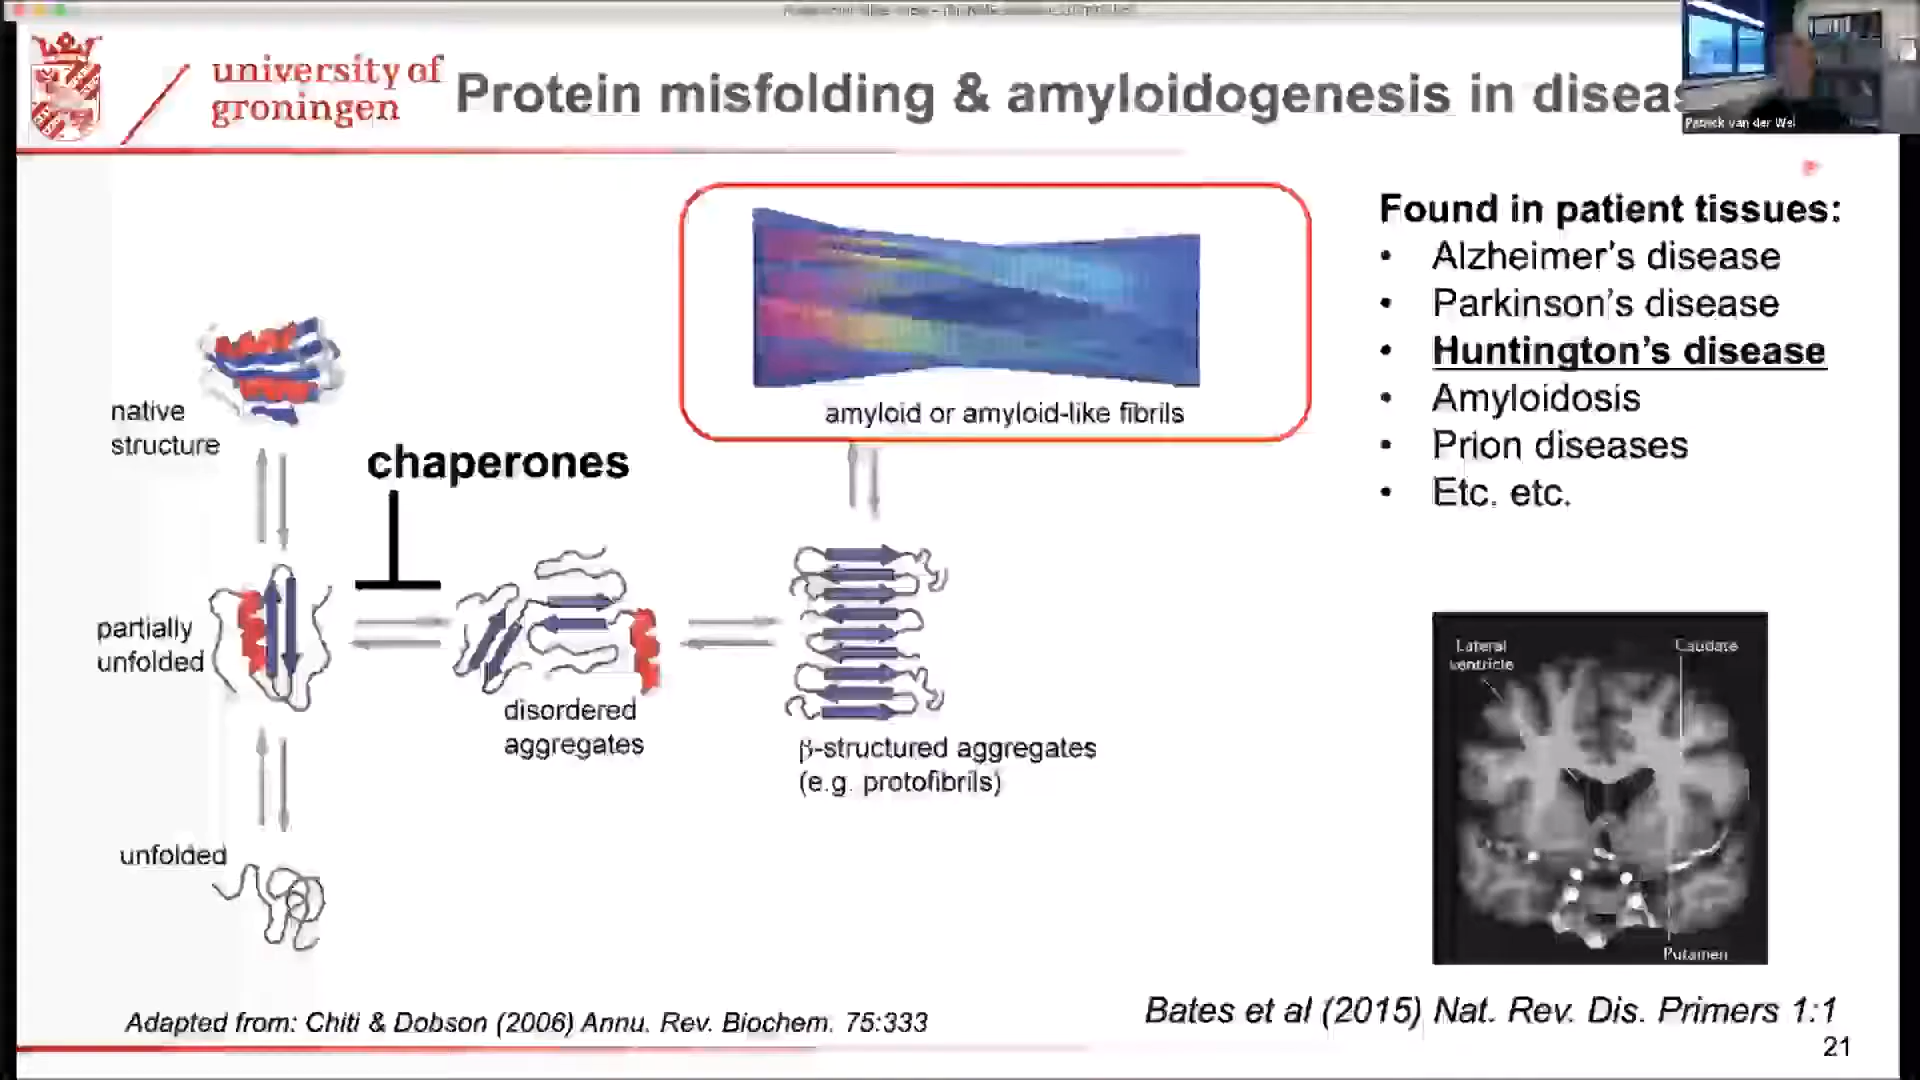 university of
groningen
Protein misfolding & amyloidogenesis in diseas
Patrick van der Wel
Found in patient tissues:
• Alzheimer's disease
• Parkinson's disease
• Huntington's disease
• Amyloidosis
• Prion diseases
• Etc. etc.
amyloid or amyloid-like fibrils
native
structure
chaperones
partially
unfolded
disordered
aggregates
β-structured aggregates
(e.g. protofibrils)
unfolded
Lateral
ventricle
Caudate
Putamen
Adapted from: Chiti & Dobson (2006) Annu. Rev. Biochem. 75:333
Bates et al (2015) Nat. Rev. Dis. Primers 1:1
21